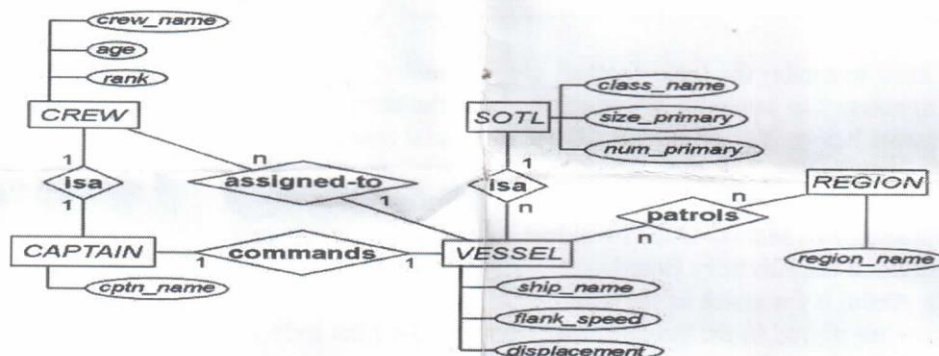 crew_name
age
rank
CREW
class_name
SOTL
size_primary
num_primary
1
isa
1
n
assigned-to
1
1
isa
n
REGION
n
patrols
n
CAPTAIN
1
commands
1
VESSEL
region_name
cptn_name
ship_name
flank_speed
displacement